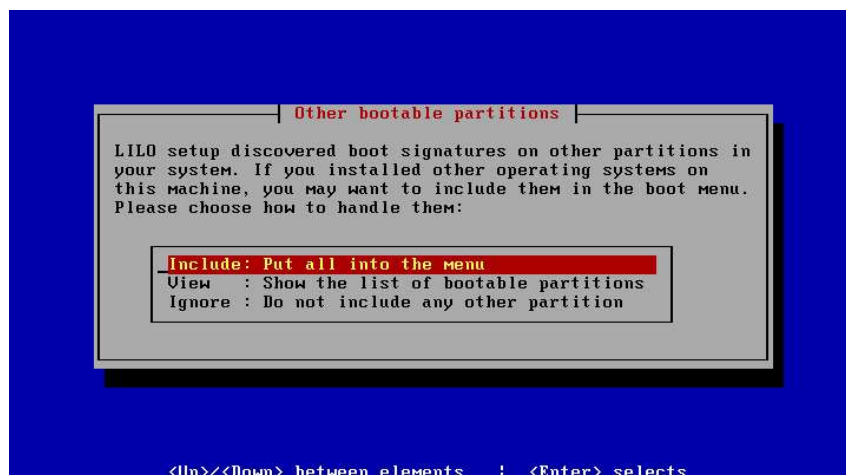 Other bootable partitions
LILO setup discovered boot signatures on other partitions in
your system. If you installed other operating systems on
this machine, you may want to include them in the boot menu.
Please choose how to handle them:
Include: Put all into the menu
View   : Show the list of bootable partitions
Ignore : Do not include any other partition
<Up>/<Down> between elements   ¦  <Enter> selects